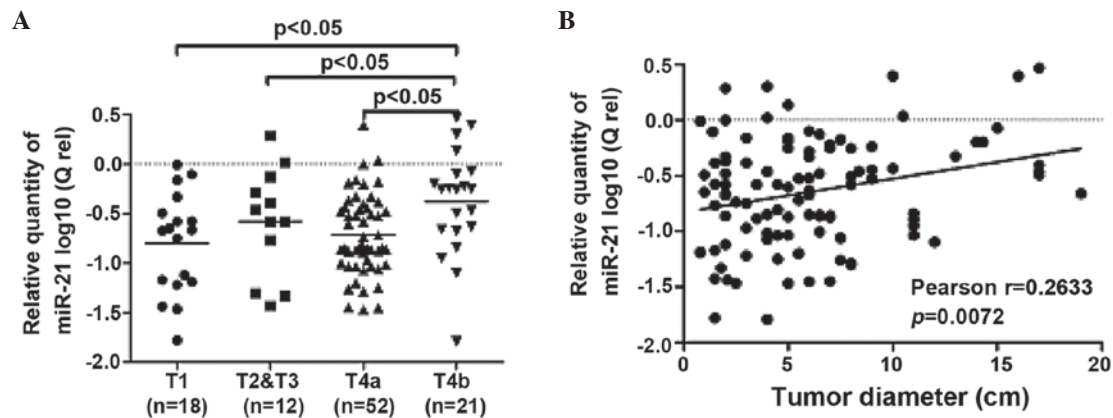 A
p<0.05
p<0.05
p<0.05
Relative quantity of
miR-21 log10 (Q rel)
0.5
0.0
-0.5
-1.0
-1.5
-2.0
T1 T2&T3 T4a T4b
(n=18) (n=12) (n=52) (n=21)
B
Relative quantity of
miR-21 log10 (Q rel)
0.5
0.0
-0.5
-1.0
-1.5
-2.0
Pearson r=0.2633
p=0.0072
0 5 10 15 20
Tumor diameter (cm)